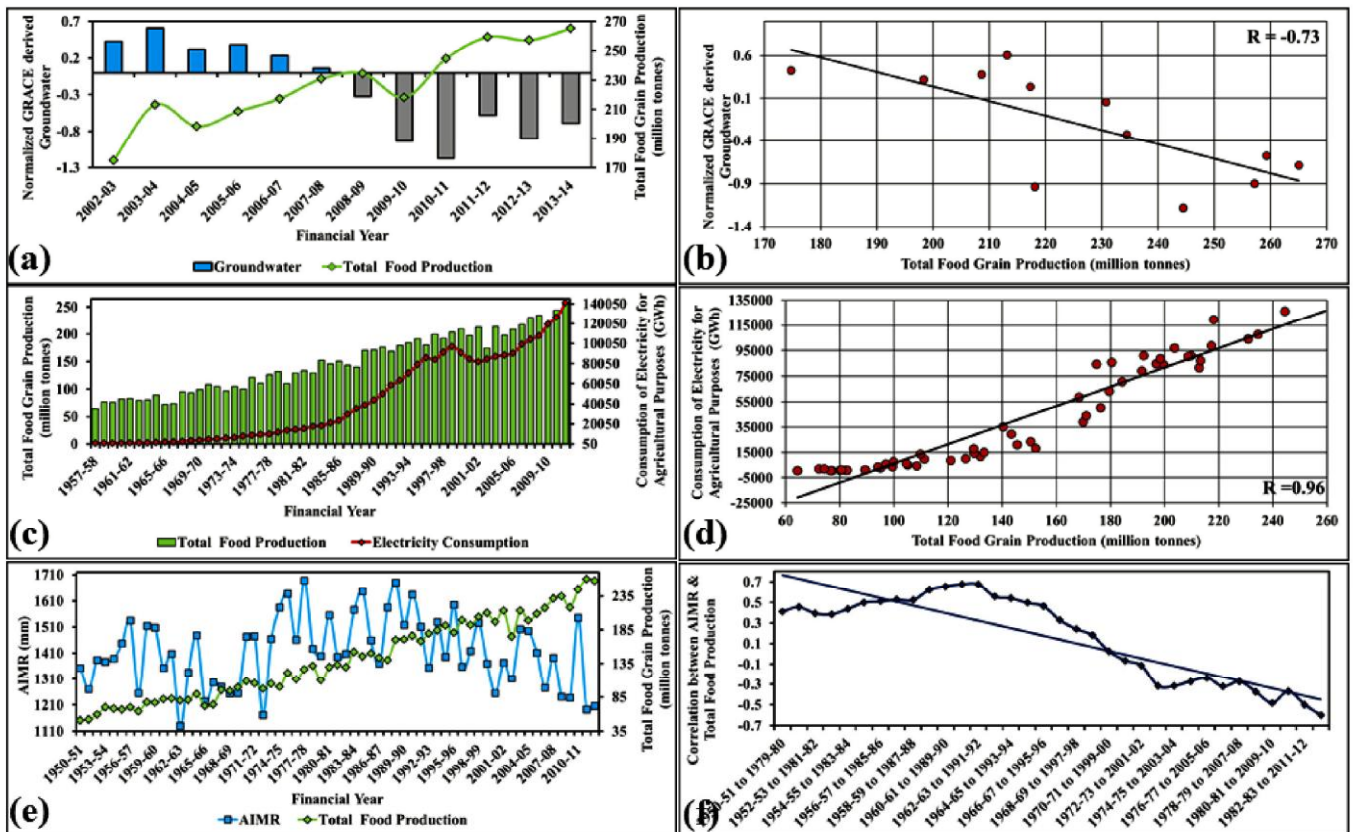 Normalized GRACE derived
Groundwater
0.7
0.2
-0.3
-0.8
-1.3
270
250
230
210
190
170
Total Food Grain Production
(million tonnes)
2002-03
2003-04
2004-05
2005-06
2006-07
2007-08
2008-09
2009-10
2010-11
2011-12
2012-13
2013-14
Financial Year
(a)
Groundwater
Total Food Production
Normalized GRACE derived
Groundwater
0.6
0.1
-0.4
-0.9
-1.4
R = -0.73
170 180 190 200 210 220 230 240 250 260 270
Total Food Grain Production (million tonnes)
(b)
Total Food Grain Production
(million tonnes)
250
200
150
100
50
0
140050
120050
100050
80050
60050
40050
20050
50
Consumption of Electricity for
Agricultural Purposes (GWh)
1957-58
1961-62
1965-66
1969-70
1973-74
1977-78
1981-82
1985-86
1989-90
1993-94
1997-98
2001-02
2005-06
2009-10
Financial Year
(c)
Total Food Production
Electricity Consumption
Consumption of Electricity for
Agricultural Purposes (GWh)
135000
115000
95000
75000
55000
35000
15000
-5000
-25000
R =0.96
60 80 100 120 140 160 180 200 220 240 260
Total Food Grain Production (million tonnes)
(d)
AIMR (mm)
1710
1610
1510
1410
1310
1210
1110
235
185
135
85
35
Total Food Grain Production
(million tonnes)
1950-51
1953-54
1956-57
1959-60
1962-63
1965-66
1968-69
1971-72
1974-75
1977-78
1980-81
1983-84
1986-87
1989-90
1992-93
1995-96
1998-99
2001-02
2004-05
2007-08
2010-11
Financial Year
(e)
AIMR
Total Food Production
Correlation between AIMR &
Total Food Production
0.7
0.5
0.3
0.1
-0.1
-0.3
-0.5
-0.7
1950-51 to 1979-80
1952-53 to 1981-82
1954-55 to 1983-84
1956-57 to 1985-86
1958-59 to 1987-88
1960-61 to 1989-90
1962-63 to 1991-92
1964-65 to 1993-94
1966-67 to 1995-96
1968-69 to 1997-98
1970-71 to 1999-00
1972-73 to 2001-02
1974-75 to 2003-04
1976-77 to 2005-06
1978-79 to 2007-08
1980-81 to 2009-10
1982-83 to 2011-12
(f)